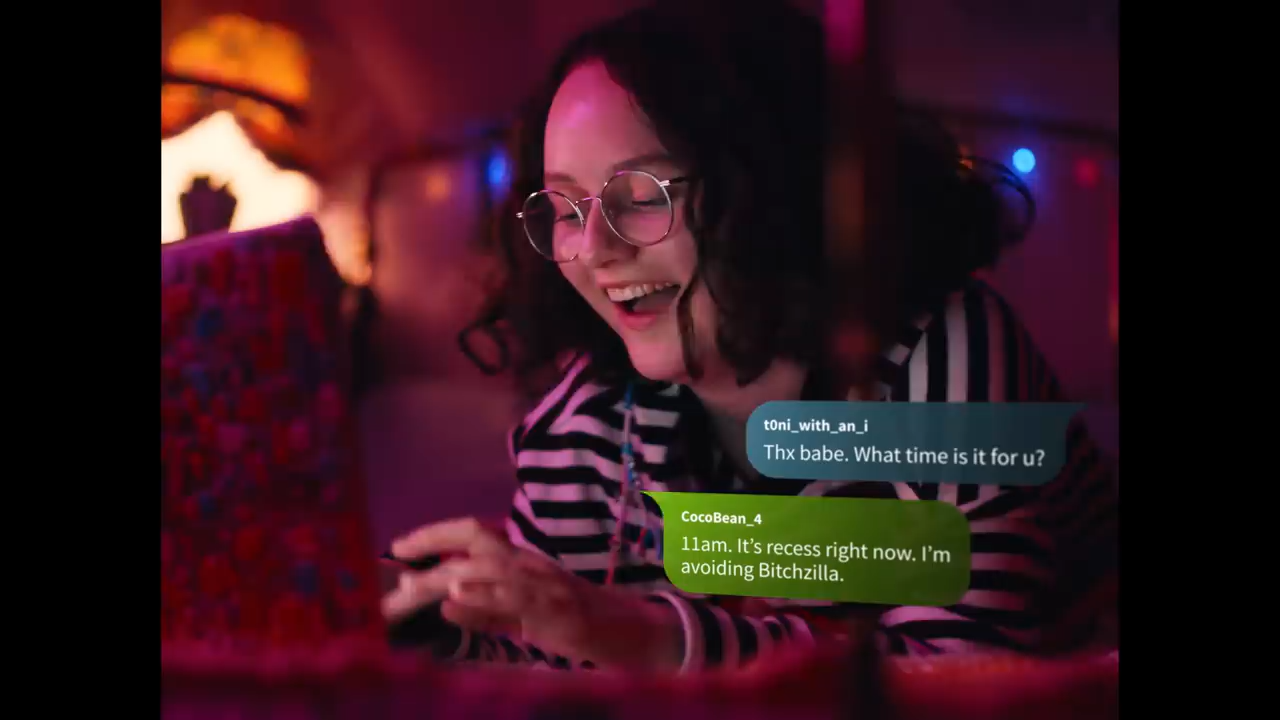 t0ni_with_an_i
Thx babe. What time is it for u?
CocoBean_4
11am. It’s recess right now. I’m
avoiding Bitchzilla.